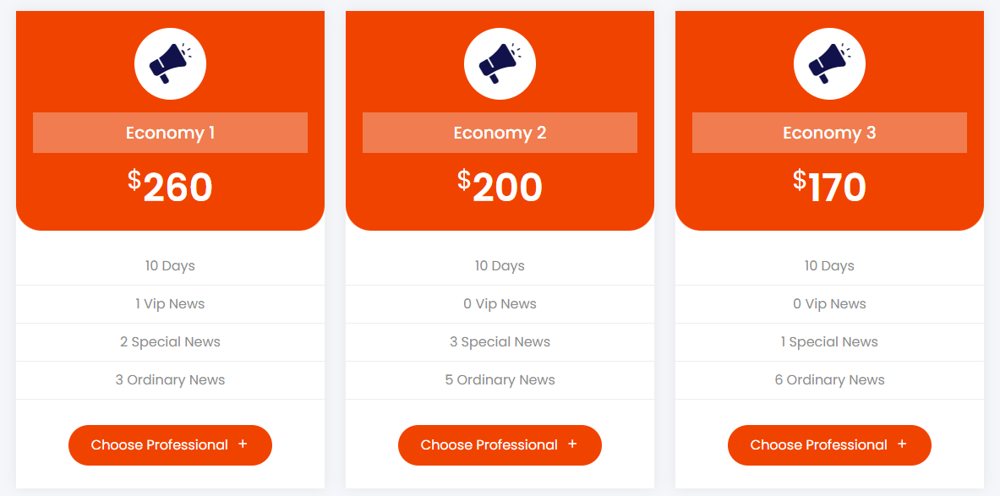 Economy 1
$260
10 Days
1 Vip News
2 Special News
3 Ordinary News
Choose Professional +
Economy 2
$200
10 Days
0 Vip News
3 Special News
5 Ordinary News
Choose Professional +
Economy 3
$170
10 Days
0 Vip News
1 Special News
6 Ordinary News
Choose Professional +